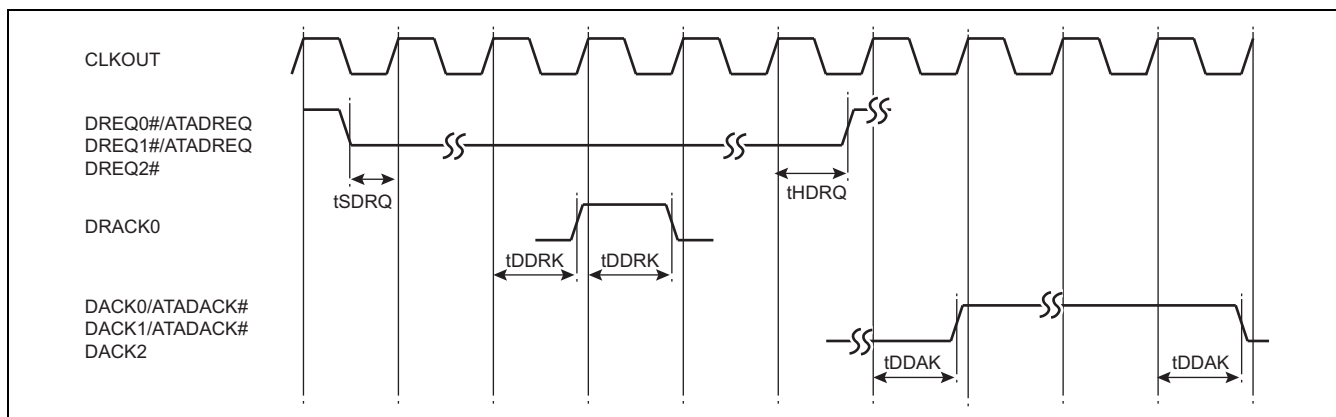 CLKOUT
DREQ0#/ATADREQ
DREQ1#/ATADREQ
DREQ2#
tSDRQ
tHDRQ
DRACK0
tDDRK
tDDRK
DACK0/ATADACK#
DACK1/ATADACK#
DACK2
tDDAK
tDDAK